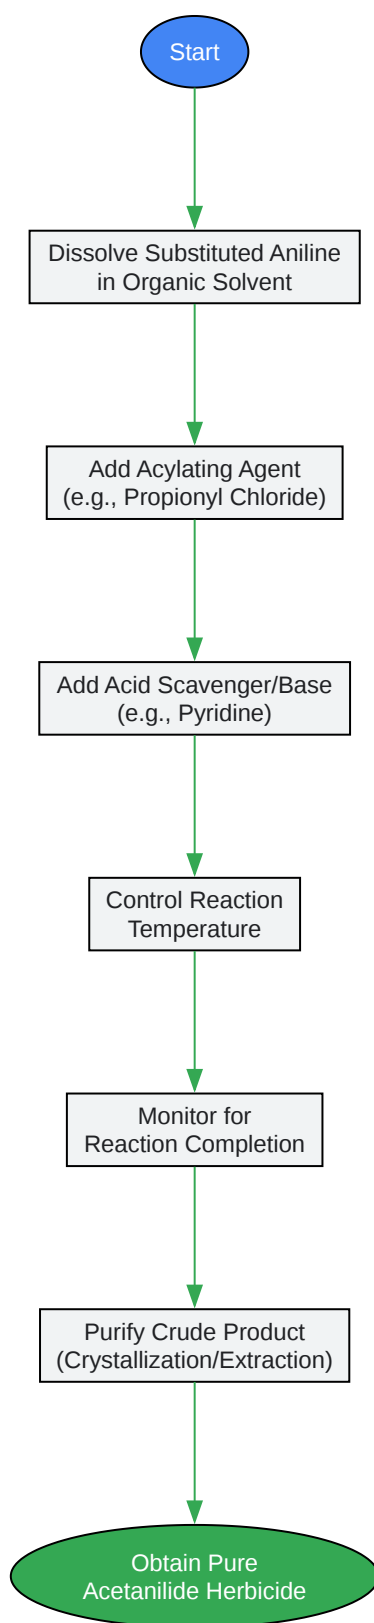 Start
Dissolve Substituted Aniline
in Organic Solvent
Add Acylating Agent
(e.g., Propionyl Chloride)
Add Acid Scavenger/Base
(e.g., Pyridine)
Control Reaction
Temperature
Monitor for
Reaction Completion
Purify Crude Product
(Crystallization/Extraction)
Obtain Pure
Acetanilide Herbicide